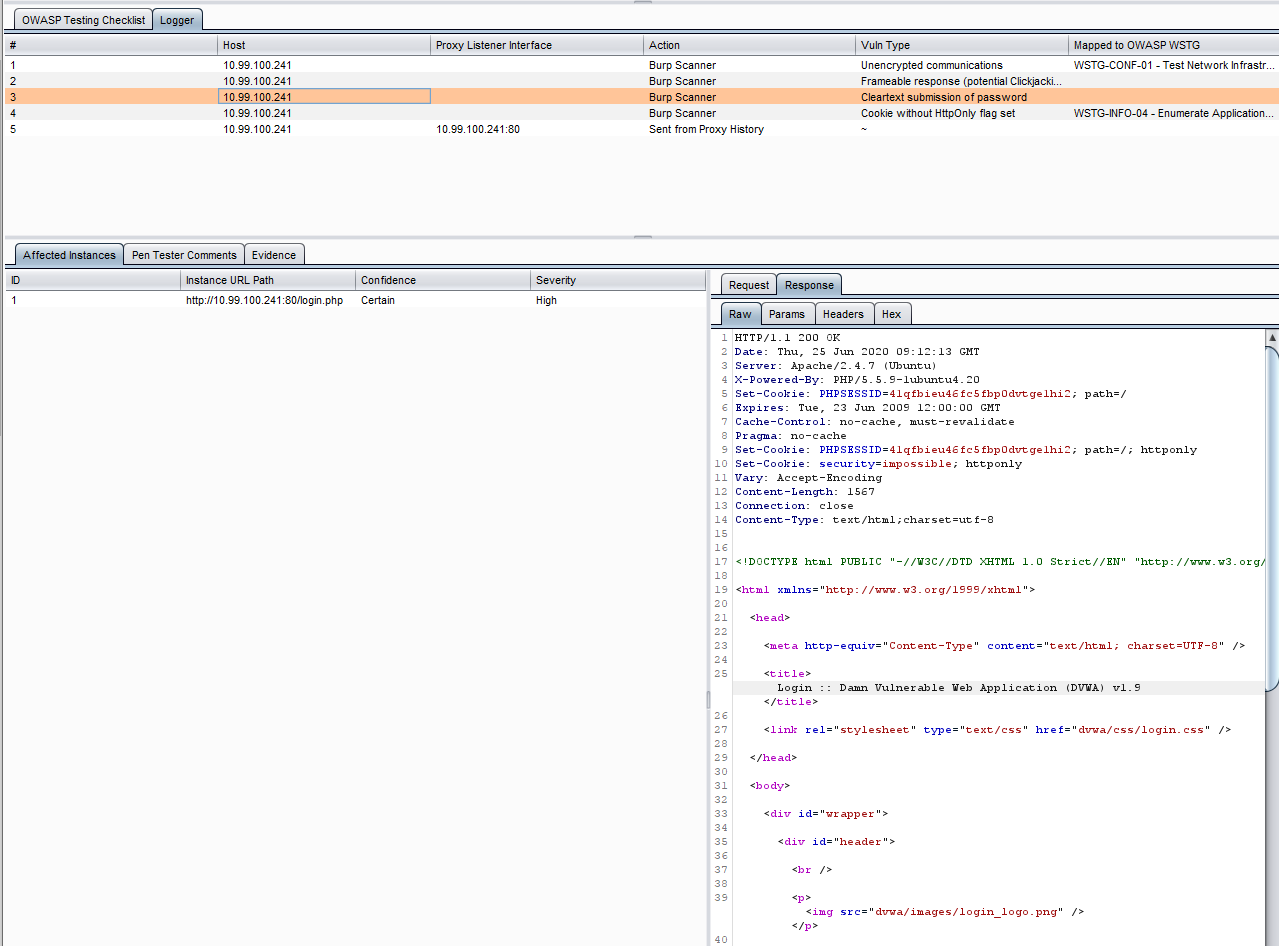 OWASP Testing Checklist Logger
# Host Proxy Listener Interface Action Vuln Type Mapped to OWASP WSTG
1 10.99.100.241 Burp Scanner Unencrypted communications WSTG-CONF-01 - Test Network Infrastr...
2 10.99.100.241 Burp Scanner Frameable response (potential Clickjacki...
3 10.99.100.241 Burp Scanner Cleartext submission of password
4 10.99.100.241 Burp Scanner Cookie without HttpOnly flag set WSTG-INFO-04 - Enumerate Application...
5 10.99.100.241 10.99.100.241:80 Sent from Proxy History ~
Affected Instances Pen Tester Comments Evidence
ID Instance URL Path Confidence Severity
1 http://10.99.100.241:80/login.php Certain High
Request Response
Raw Params Headers Hex
1 HTTP/1.1 200 OK
2 Date: Thu, 25 Jun 2020 09:12:13 GMT
3 Server: Apache/2.4.7 (Ubuntu)
4 X-Powered-By: PHP/5.5.9-1ubuntu4.20
5 Set-Cookie: PHPSESSID=41qfbieu46fc5fbp0dvtgelhi2; path=/
6 Expires: Tue, 23 Jun 2009 12:00:00 GMT
7 Cache-Control: no-cache, must-revalidate
8 Pragma: no-cache
9 Set-Cookie: PHPSESSID=41qfbieu46fc5fbp0dvtgelhi2; path=/; httponly
10 Set-Cookie: security=impossible; httponly
11 Vary: Accept-Encoding
12 Content-Length: 1567
13 Connection: close
14 Content-Type: text/html;charset=utf-8
15
16
17 <!DOCTYPE html PUBLIC "-//W3C//DTD XHTML 1.0 Strict//EN" "http://www.w3.org/
18
19 <html xmlns="http://www.w3.org/1999/xhtml">
20
21 <head>
22
23 <meta http-equiv="Content-Type" content="text/html; charset=UTF-8" />
24
25 <title>
Login :: Damn Vulnerable Web Application (DVWA) v1.9
</title>
26
27 <link rel="stylesheet" type="text/css" href="dvwa/css/login.css" />
28
29 </head>
30
31 <body>
32
33 <div id="wrapper">
34
35 <div id="header">
36
37 <br />
38
39 <p>
<img src="dvwa/images/login_logo.png" />
</p>
40